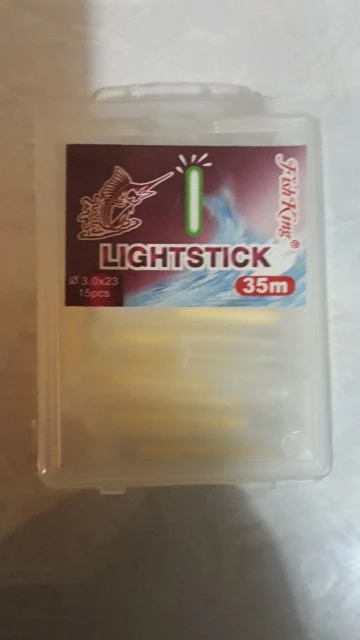 Fish King®
LIGHTSTICK
35m
Ø 3.0x23
15pcs